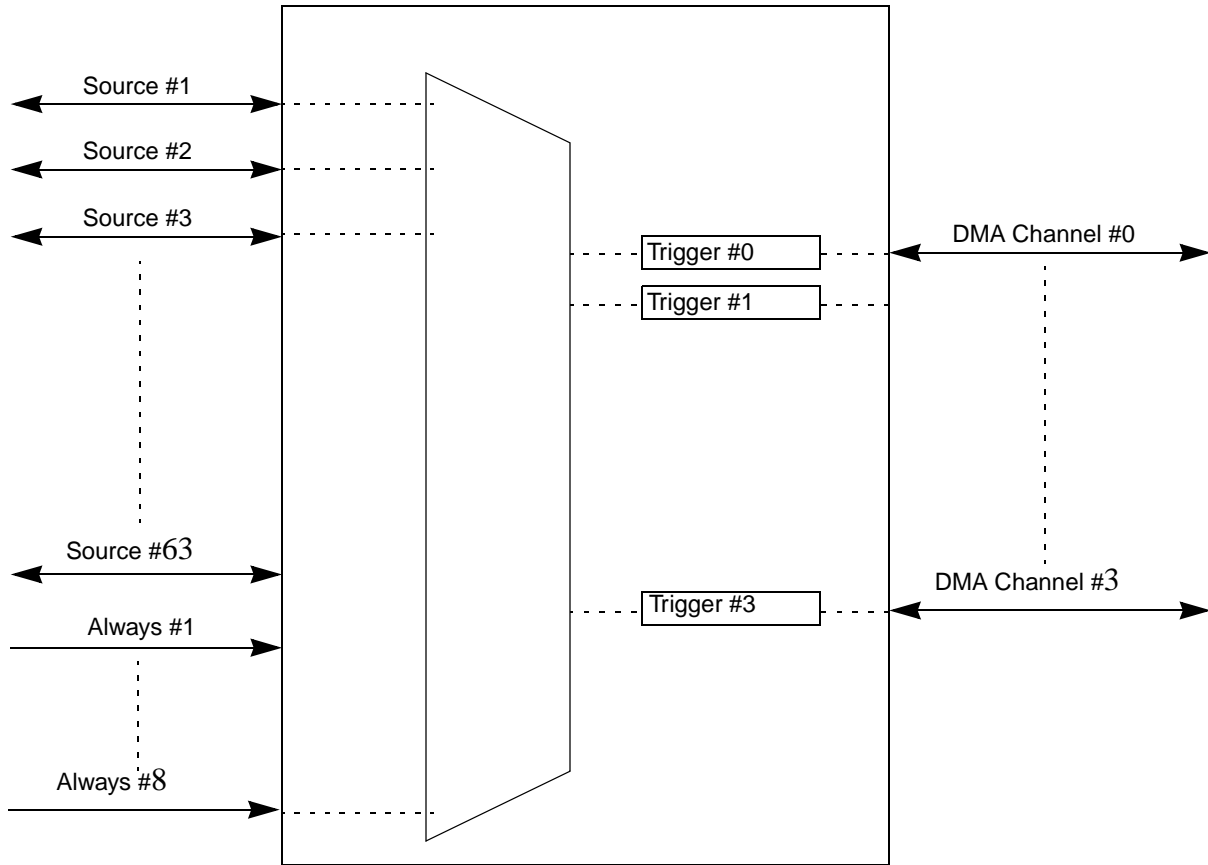 Source #1
Source #2
Source #3
Source #63
Always #1
Always #8
Trigger #0
Trigger #1
Trigger #3
DMA Channel #0
DMA Channel #3